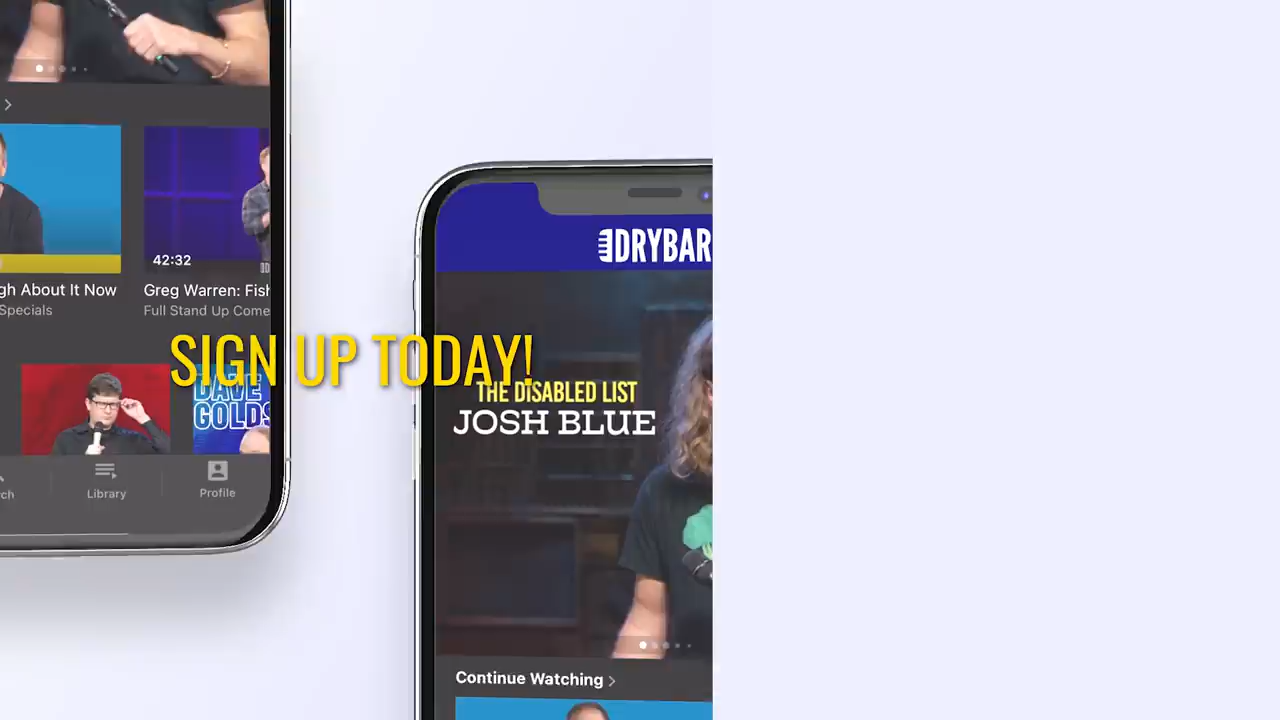 DRYBAR
42:32
gh About It Now
Greg Warren: Fish
Specials
Full Stand Up Come
SIGN UP TODAY!
DAVE
GOLDS
THE DISABLED LIST
JOSH BLUE
rch
Library
Profile
Continue Watching